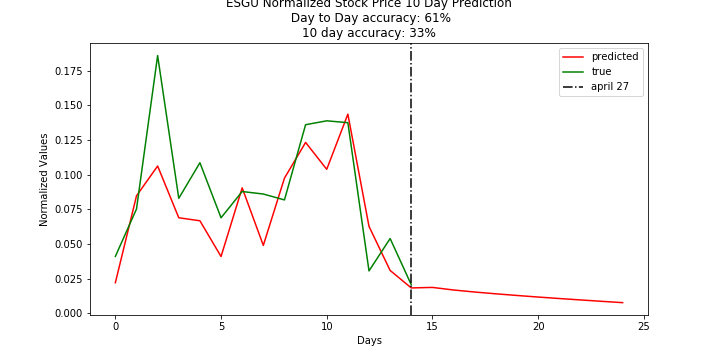 ESGU Normalized Stock Price 10 Day Prediction
Day to Day accuracy: 61%
10 day accuracy: 33%
predicted
true
april 27
0.175
0.150
0.125
0.100
0.075
0.050
0.025
0.000
Normalized Values
0
5
10
15
20
25
Days